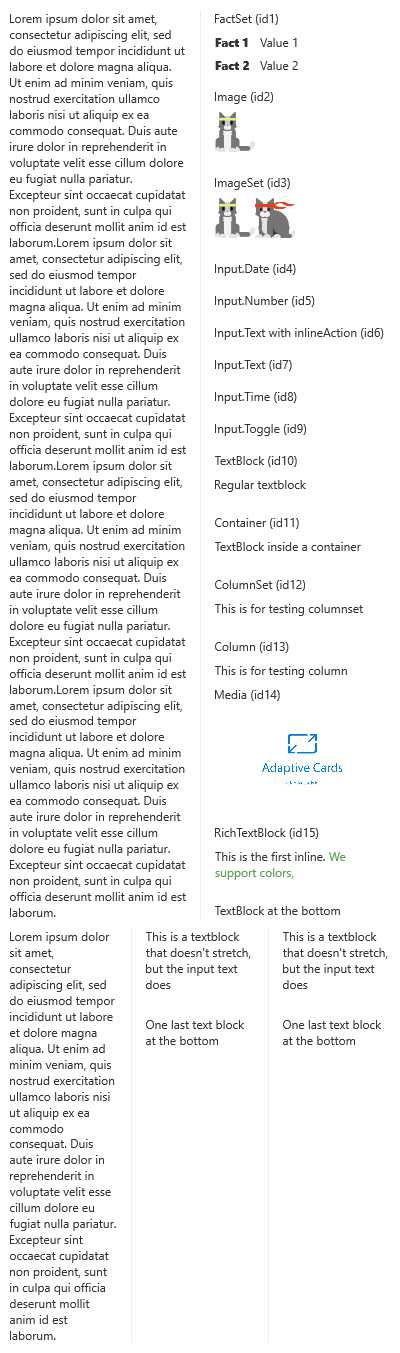 Lorem ipsum dolor sit amet,
consectetur adipiscing elit, sed
do eiusmod tempor incididunt ut
labore et dolore magna aliqua.
Ut enim ad minim veniam, quis
nostrud exercitation ullamco
laboris nisi ut aliquip ex ea
commodo consequat. Duis aute
irure dolor in reprehenderit in
voluptate velit esse cillum dolore
eu fugiat nulla pariatur.
Excepteur sint occaecat cupidatat
non proident, sunt in culpa qui
officia deserunt mollit anim id est
laborum.Lorem ipsum dolor sit
amet, consectetur adipiscing elit,
sed do eiusmod tempor
incididunt ut labore et dolore
magna aliqua. Ut enim ad minim
veniam, quis nostrud exercitation
ullamco laboris nisi ut aliquip ex
ea commodo consequat. Duis
aute irure dolor in reprehenderit
in voluptate velit esse cillum
dolore eu fugiat nulla pariatur.
Excepteur sint occaecat cupidatat
non proident, sunt in culpa qui
officia deserunt mollit anim id est
laborum.Lorem ipsum dolor sit
amet, consectetur adipiscing elit,
sed do eiusmod tempor
incididunt ut labore et dolore
magna aliqua. Ut enim ad minim
veniam, quis nostrud exercitation
ullamco laboris nisi ut aliquip ex
ea commodo consequat. Duis
aute irure dolor in reprehenderit
in voluptate velit esse cillum
dolore eu fugiat nulla pariatur.
Excepteur sint occaecat cupidatat
non proident, sunt in culpa qui
officia deserunt mollit anim id est
laborum.Lorem ipsum dolor sit
amet, consectetur adipiscing elit,
sed do eiusmod tempor
incididunt ut labore et dolore
magna aliqua. Ut enim ad minim
veniam, quis nostrud exercitation
ullamco laboris nisi ut aliquip ex
ea commodo consequat. Duis
aute irure dolor in reprehenderit
in voluptate velit esse cillum
dolore eu fugiat nulla pariatur.
Excepteur sint occaecat cupidatat
non proident, sunt in culpa qui
officia deserunt mollit anim id est
laborum.
FactSet (id1)
Fact 1 Value 1
Fact 2 Value 2
Image (id2)
ImageSet (id3)
Input.Date (id4)
Input.Number (id5)
Input.Text with inlineAction (id6)
Input.Text (id7)
Input.Time (id8)
Input.Toggle (id9)
TextBlock (id10)
Regular textblock
Container (id11)
TextBlock inside a container
ColumnSet (id12)
This is for testing columnset
Column (id13)
This is for testing column
Media (id14)
Adaptive Cards
RichTextBlock (id15)
This is the first inline. We
support colors,
TextBlock at the bottom
Lorem ipsum dolor
sit amet,
consectetur
adipiscing elit, sed
do eiusmod tempor
incididunt ut labore
et dolore magna
aliqua. Ut enim ad
minim veniam, quis
nostrud exercitation
ullamco laboris nisi
ut aliquip ex ea
commodo
consequat. Duis
aute irure dolor in
reprehenderit in
voluptate velit esse
cillum dolore eu
fugiat nulla pariatur.
Excepteur sint
occaecat cupidatat
non proident, sunt
in culpa qui officia
deserunt mollit
anim id est
laborum.
This is a textblock
that doesn't stretch,
but the input text
does
One last text block
at the bottom
This is a textblock
that doesn't stretch,
but the input text
does
One last text block
at the bottom